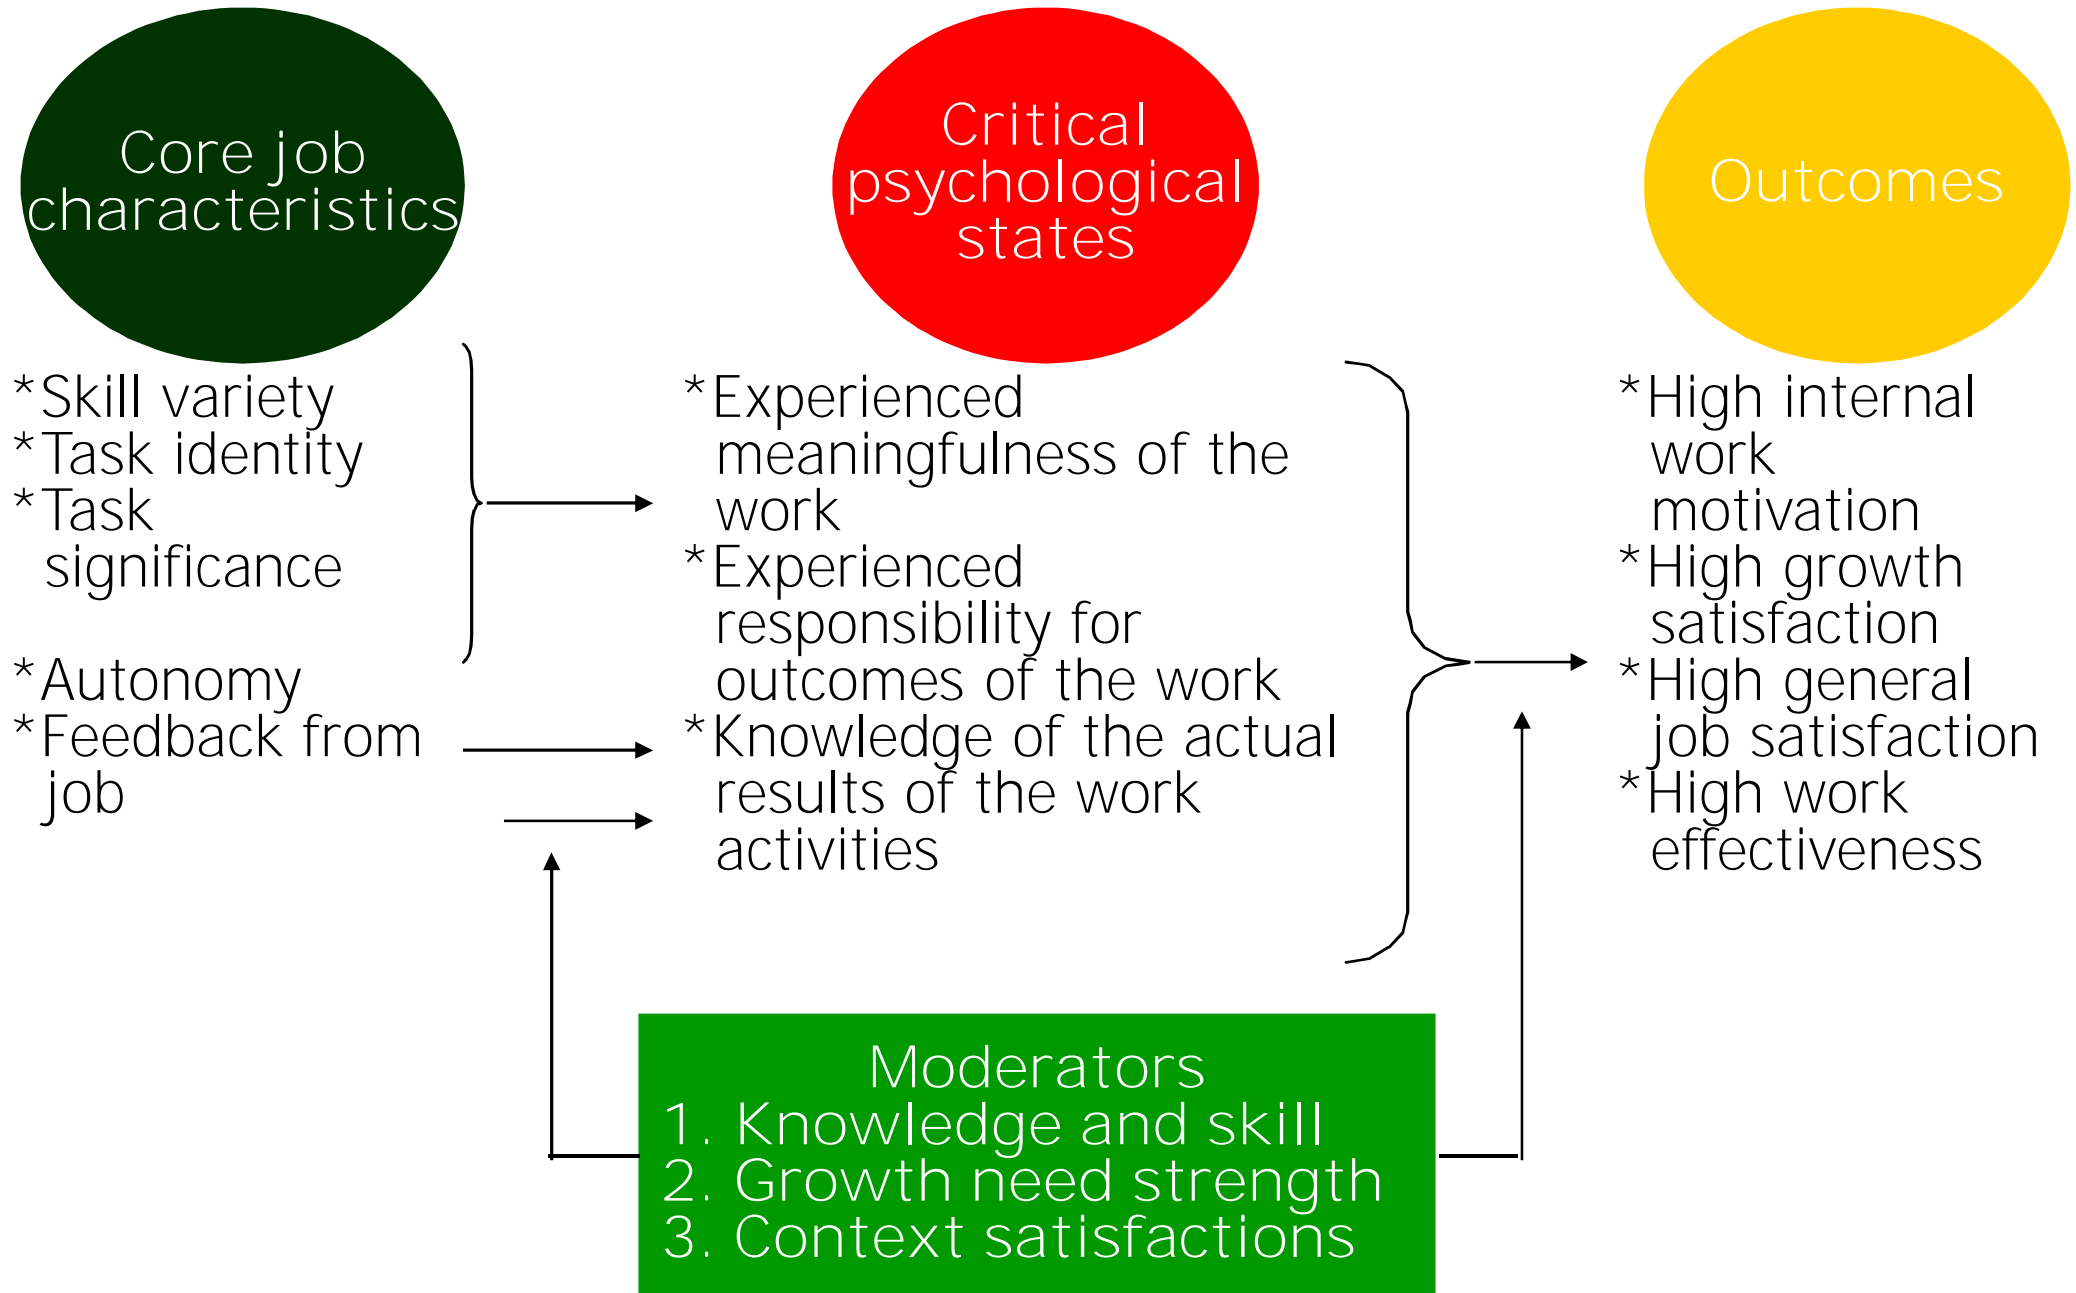 Core job
characteristics
Critical
psychological
states
Outcomes
*Skill variety
*Task identity
*Task
significance
*Autonomy
*Feedback from
job
*Experienced
meaningfulness of the
work
*Experienced
responsibility for
outcomes of the work
*Knowledge of the actual
results of the work
activities
*High internal
work
motivation
*High growth
satisfaction
*High general
job satisfaction
*High work
effectiveness
Moderators
1. Knowledge and skill
2. Growth need strength
3. Context satisfactions